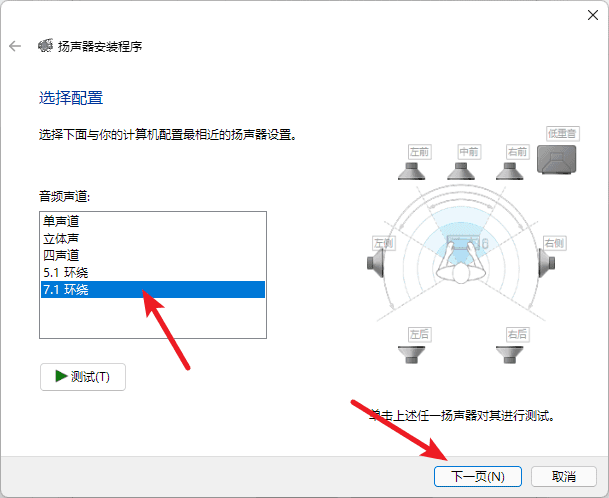 扬声器安装程序
选择配置
选择下面与你的计算机配置最相近的扬声器设置。
低重音
左前
中前
右前
音频声道:
单声道
立体声
四声道
5.1 环绕
7.1 环绕
左侧
右侧
左后
右后
测试(T)
单击上述任一扬声器对其进行测试。
下一页(N)
取消